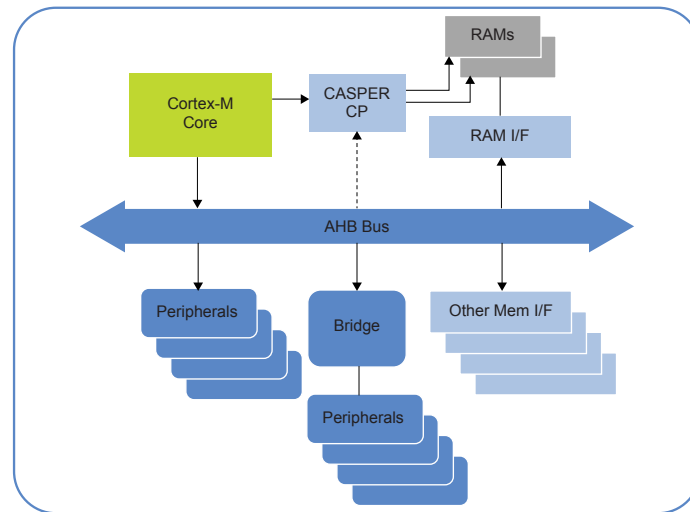 RAMs
Cortex-M
Core
CASPER
CP
RAM I/F
AHB Bus
Peripherals
Bridge
Other Mem I/F
Peripherals